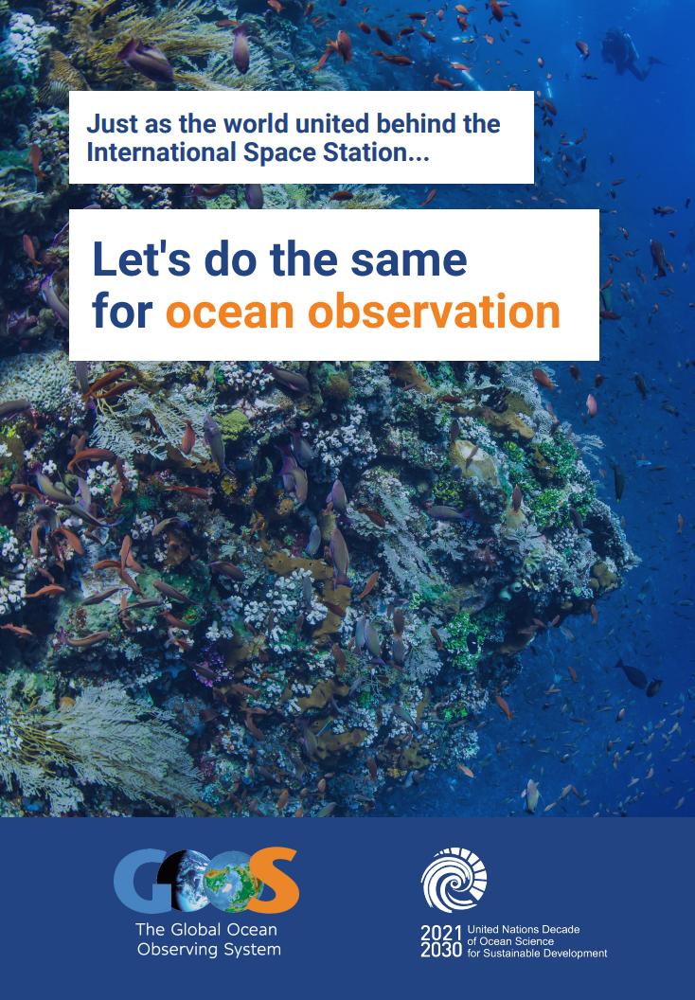 Just as the world united behind the
International Space Station...
Let's do the same
for ocean observation
GOOS
The Global Ocean
Observing System
2021
2030
United Nations Decade
of Ocean Science
for Sustainable Development